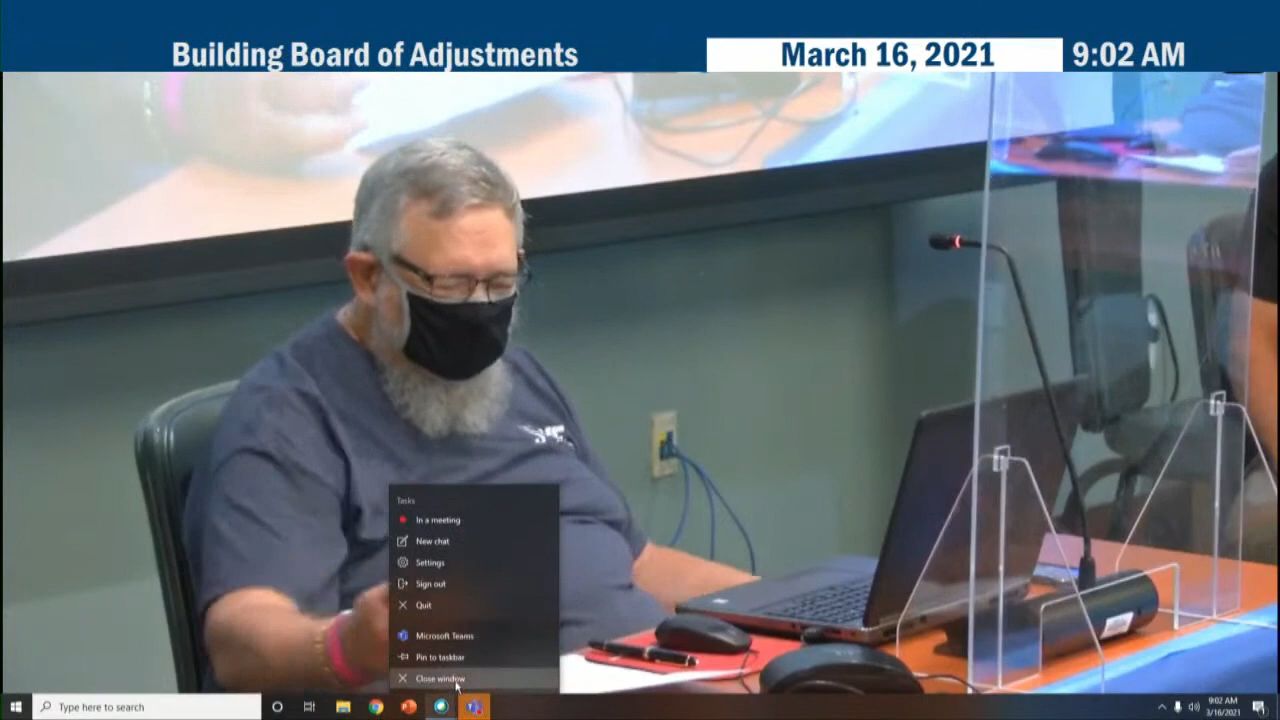 Building Board of Adjustments
March 16, 2021
9:02 AM
Tasks
In a meeting
New chat
Settings
Sign out
Quit
Microsoft Teams
Pin to taskbar
Close window
Type here to search
9:02 AM
3/16/2021